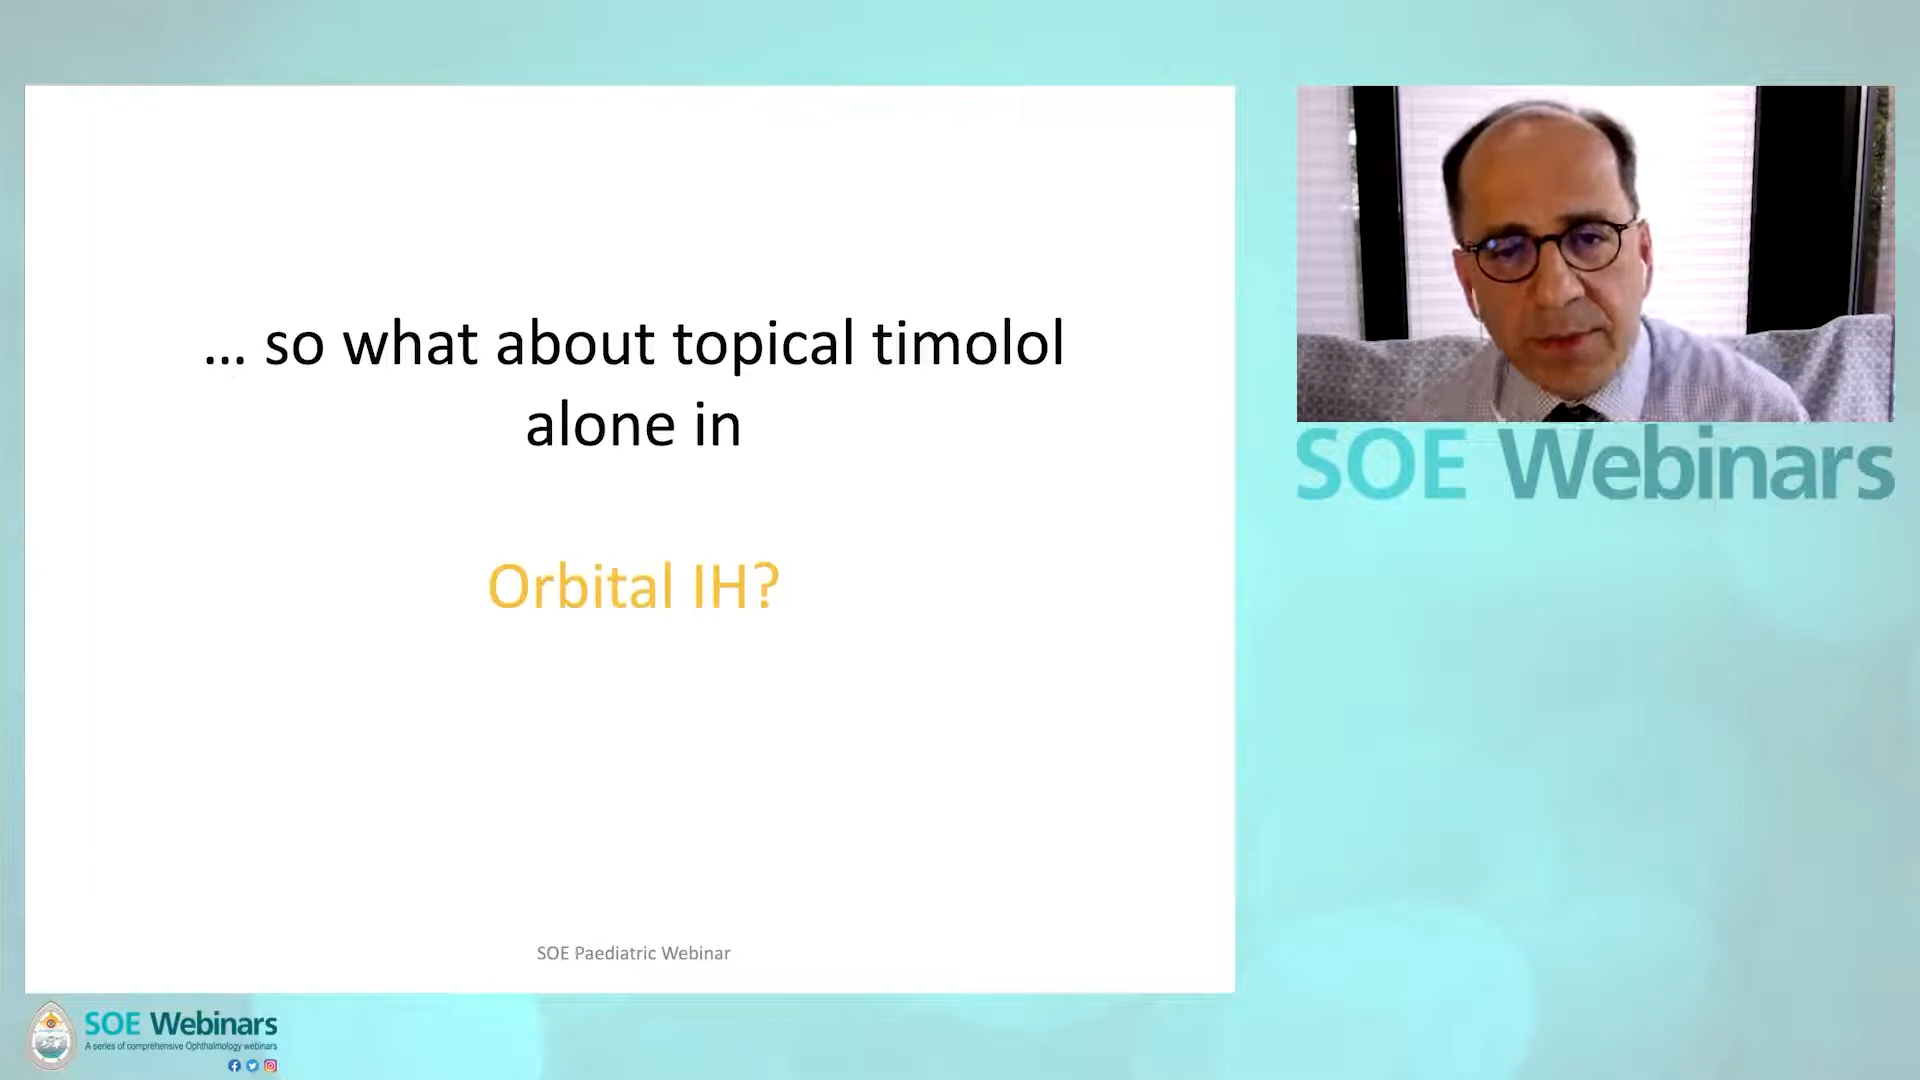 ... so what about topical timolol
alone in
Orbital IH?
SOE Paediatric Webinar
SOE Webinars
SOE Webinars
A series of comprehensive Ophthalmology webinars